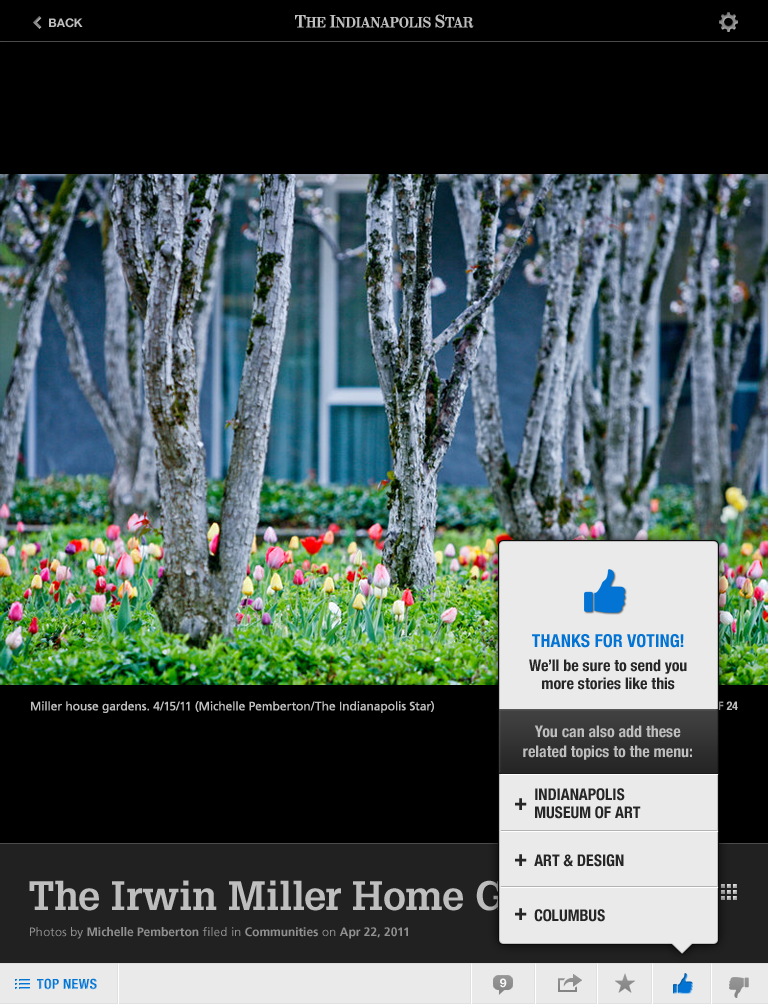 BACK
THE INDIANAPOLIS STAR
THANKS FOR VOTING!
We'll be sure to send you
more stories like this
Miller house gardens. 4/15/11 (Michelle Pemberton/The Indianapolis Star)
F 24
You can also add these
related topics to the menu:
INDIANAPOLIS
MUSEUM OF ART
ART & DESIGN
COLUMBUS
The Irwin Miller Home G
Photos by Michelle Pemberton filed in Communities on Apr 22, 2011
TOP NEWS
9